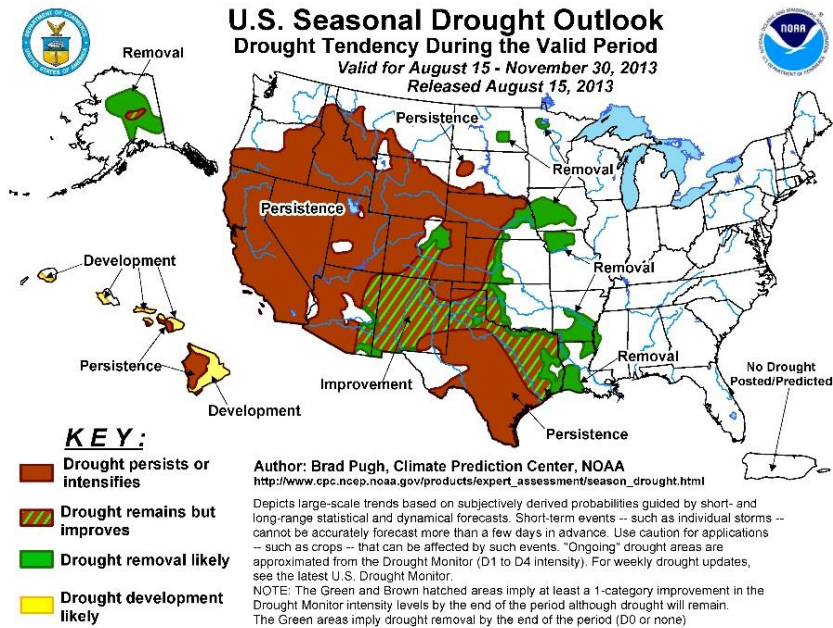 U.S. Seasonal Drought Outlook
Drought Tendency During the Valid Period
Valid for August 15 - November 30, 2013
Released August 15, 2013
DEPARTMENT OF COMMERCE
UNITED STATES OF AMERICA
NOAA
Removal
Persistence
Removal
Persistence
Development
Removal
Persistence
Improvement
Removal
Development
No Drought
Posted/Predicted
Persistence
KEY:
Drought persists or
intensifies
Drought remains but
improves
Drought removal likely
Drought development
likely
Author: Brad Pugh, Climate Prediction Center, NOAA
http://www.cpc.ncep.noaa.gov/products/expert_assessment/season_drought.html
Depicts large-scale trends based on subjectively derived probabilities guided by short- and
long-range statistical and dynamical forecasts. Short-term events -- such as individual storms --
cannot be accurately forecast more than a few days in advance. Use caution for applications
-- such as crops -- that can be affected by such events. "Ongoing" drought areas are
approximated from the Drought Monitor (D1 to D4 intensity). For weekly drought updates,
see the latest U.S. Drought Monitor.
NOTE: The Green and Brown hatched areas imply at least a 1-category improvement in the
Drought Monitor intensity levels by the end of the period although drought will remain.
The Green areas imply drought removal by the end of the period (D0 or none)